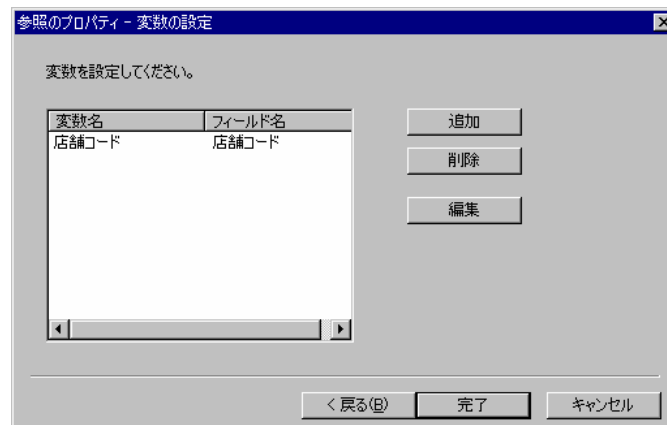 参照のプロパティ - 変数の設定
変数を設定してください。
変数名 フィールド名
店舗コード 店舗コード
追加
削除
編集
< 戻る(B) 完了 キャンセル